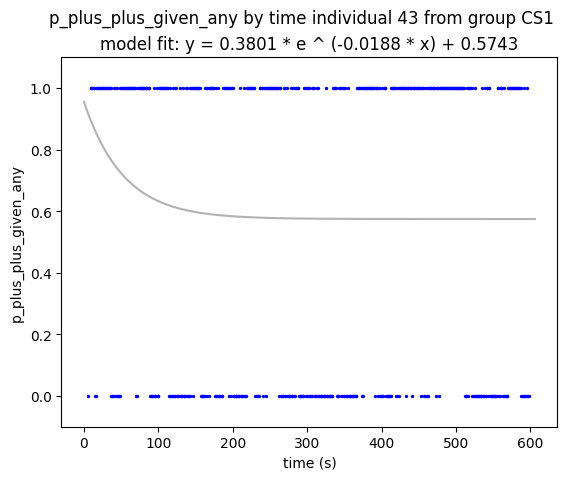 p_plus_plus_given_any by time individual 43 from group CS1
model fit: y = 0.3801 * e ^ (-0.0188 * x) + 0.5743
1.0
0.8
0.6
0.4
0.2
0.0
p_plus_plus_given_any
0 100 200 300 400 500 600
time (s)